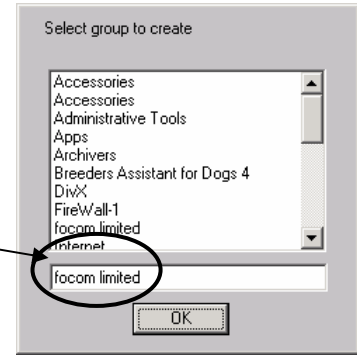 Select group to create
Accessories
Accessories
Administrative Tools
Apps
Archivers
Breeders Assistant for Dogs 4
DivX
FireWall-1
focom limited
Internet
focom limited
OK